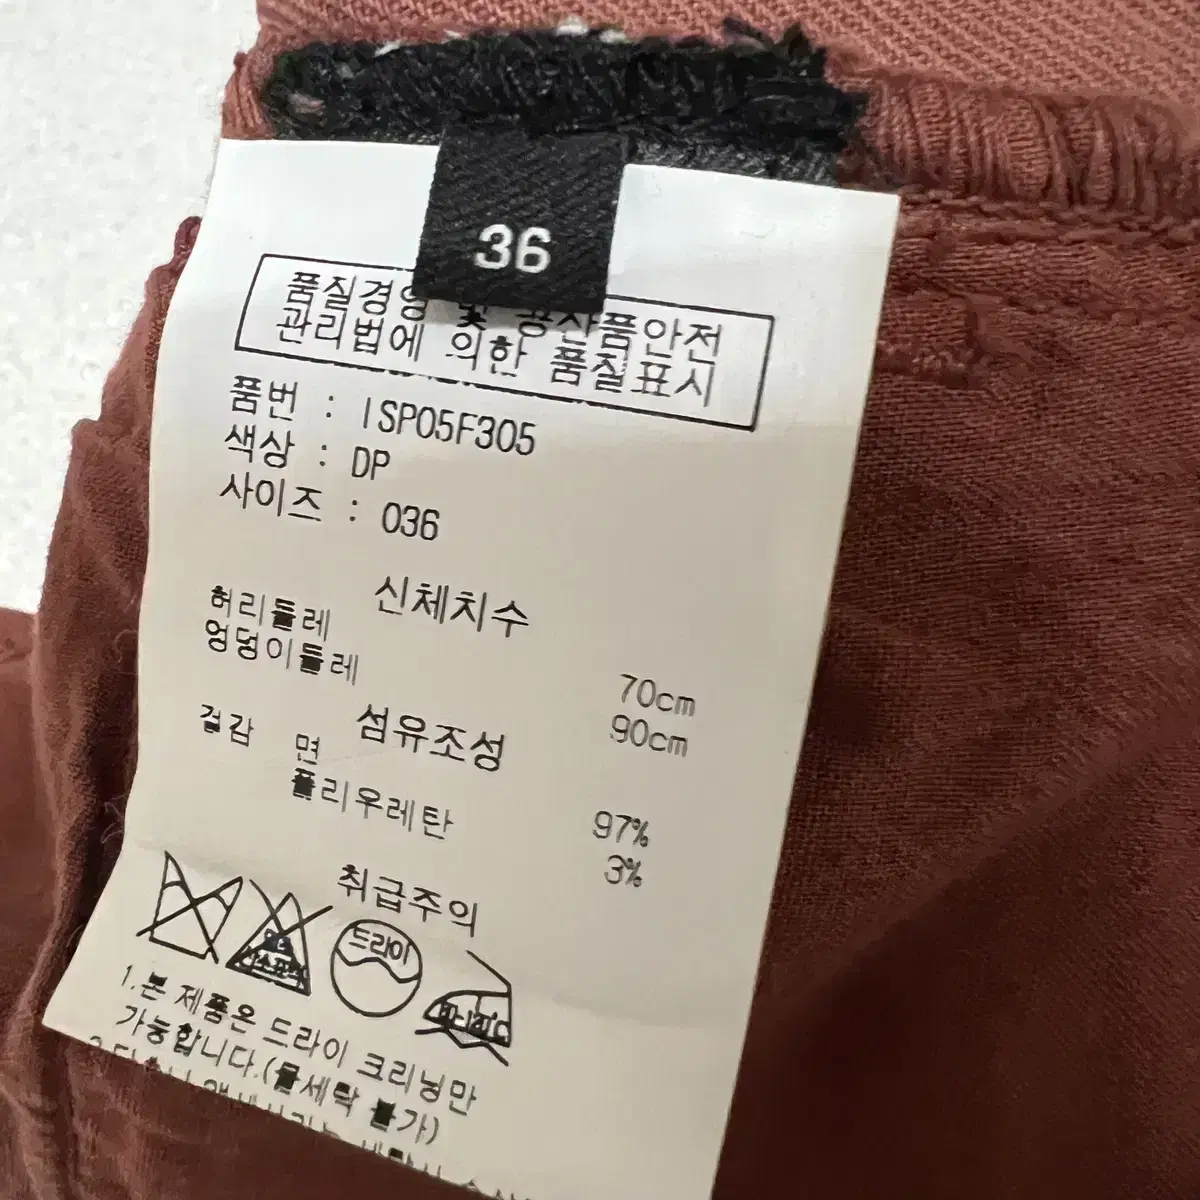 36
품질경영 및 공산품안전
관리법에 의한 품질표시
품번 : ISP05F305
색상 : DP
사이즈 : 036
신체치수
허리둘레 70cm
엉덩이둘레 90cm
섬유조성
겉감 면 97%
폴리우레탄 3%
취급주의
드라이
1.본 제품은 드라이 크리닝만
가능합니다.(물세탁 불가)